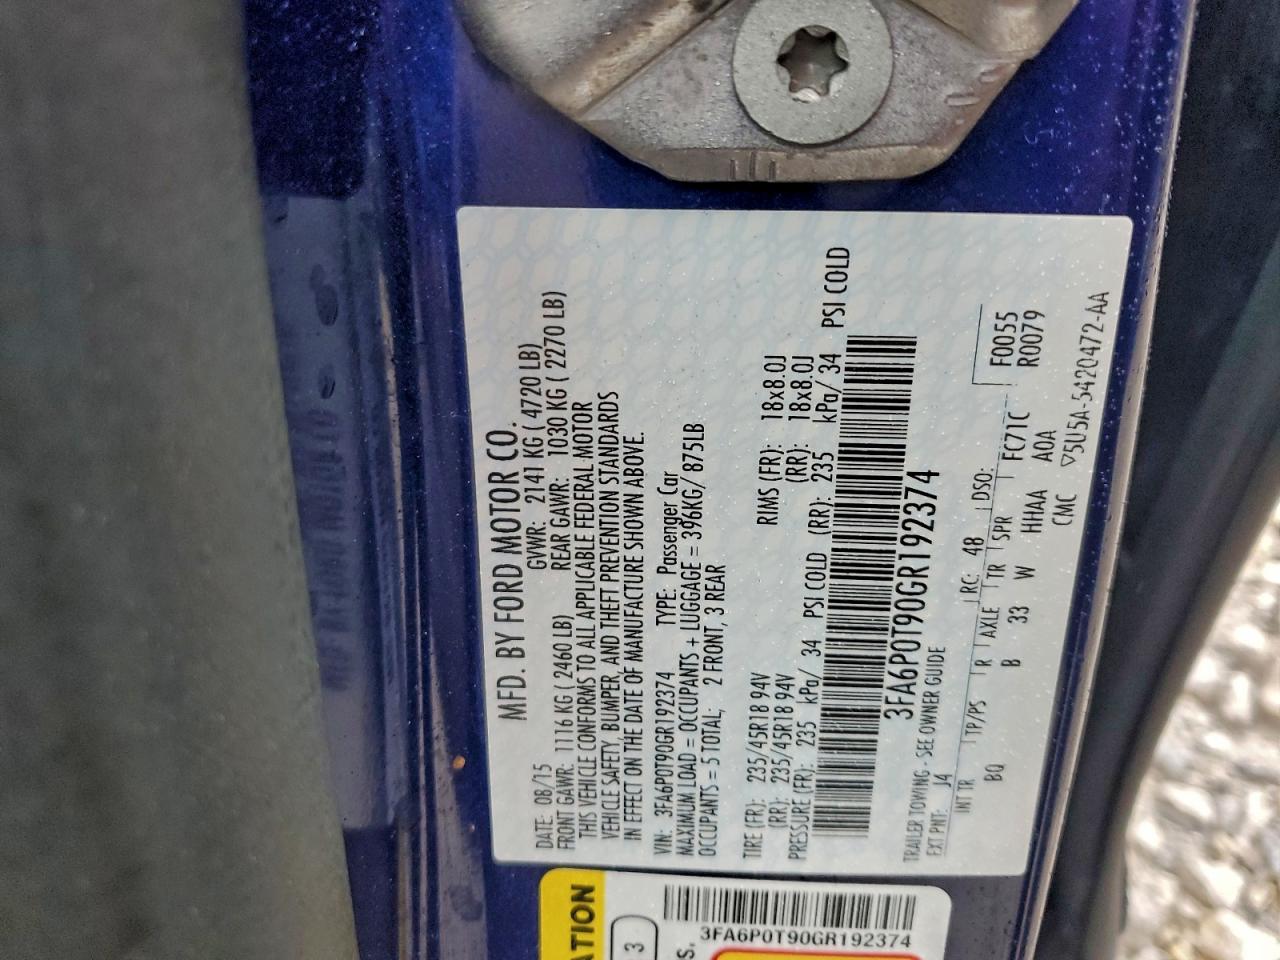 MFD. BY FORD MOTOR CO.
DATE: 08/15 GVWR: 2141 KG ( 4720 LB)
FRONT GAWR: 1116 KG ( 2460 LB) REAR GAWR: 1030 KG ( 2270 LB)
THIS VEHICLE CONFORMS TO ALL APPLICABLE FEDERAL MOTOR
VEHICLE SAFETY, BUMPER, AND THEFT PREVENTION STANDARDS
IN EFFECT ON THE DATE OF MANUFACTURE SHOWN ABOVE.
VIN: 3FA6P0T90GR192374 TYPE: Passenger Car
MAXIMUM LOAD = OCCUPANTS + LUGGAGE = 396KG/ 875LB
OCCUPANTS = 5 TOTAL; 2 FRONT, 3 REAR
TIRE (FR): 235/45R18 94V RIMS (FR): 18x8.0J
(RR): 235/45R18 94V (RR): 18x8.0J
PRESSURE (FR): 235 kPa/ 34 PSI COLD (RR): 235 kPa/ 34 PSI COLD
3FA6P0T90GR192374
TRAILER TOWING - SEE OWNER GUIDE
EXT PNT: J4 RC: 48 DSO: F0055
INT TR TP/PS R AXLE TR SPR R0079
BQ B 33 W HHAA FC71C
CMC A0A
▽5U5A-5420472-AA
ATION
3
S.
3FA6P0T90GR192374